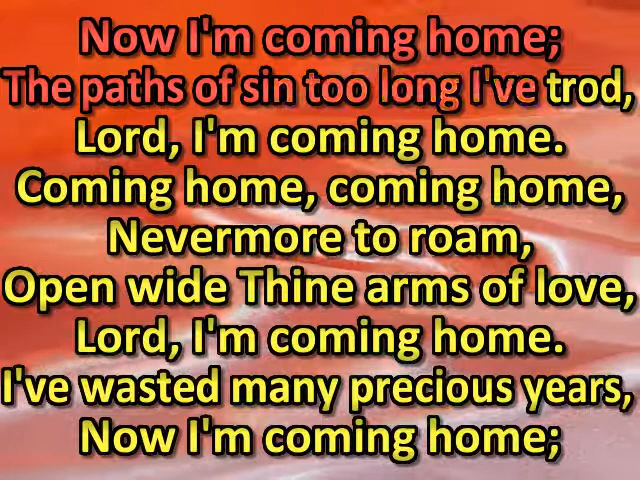 Now I'm coming home;
The paths of sin too long I've trod,
Lord, I'm coming home.
Coming home, coming home,
Nevermore to roam,
Open wide Thine arms of love,
Lord, I'm coming home.
I've wasted many precious years,
Now I'm coming home;